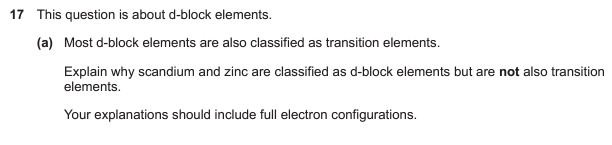 17 This question is about d-block elements.
(a) Most d-block elements are also classified as transition elements.
Explain why scandium and zinc are classified as d-block elements but are not also transition
elements.
Your explanations should include full electron configurations.